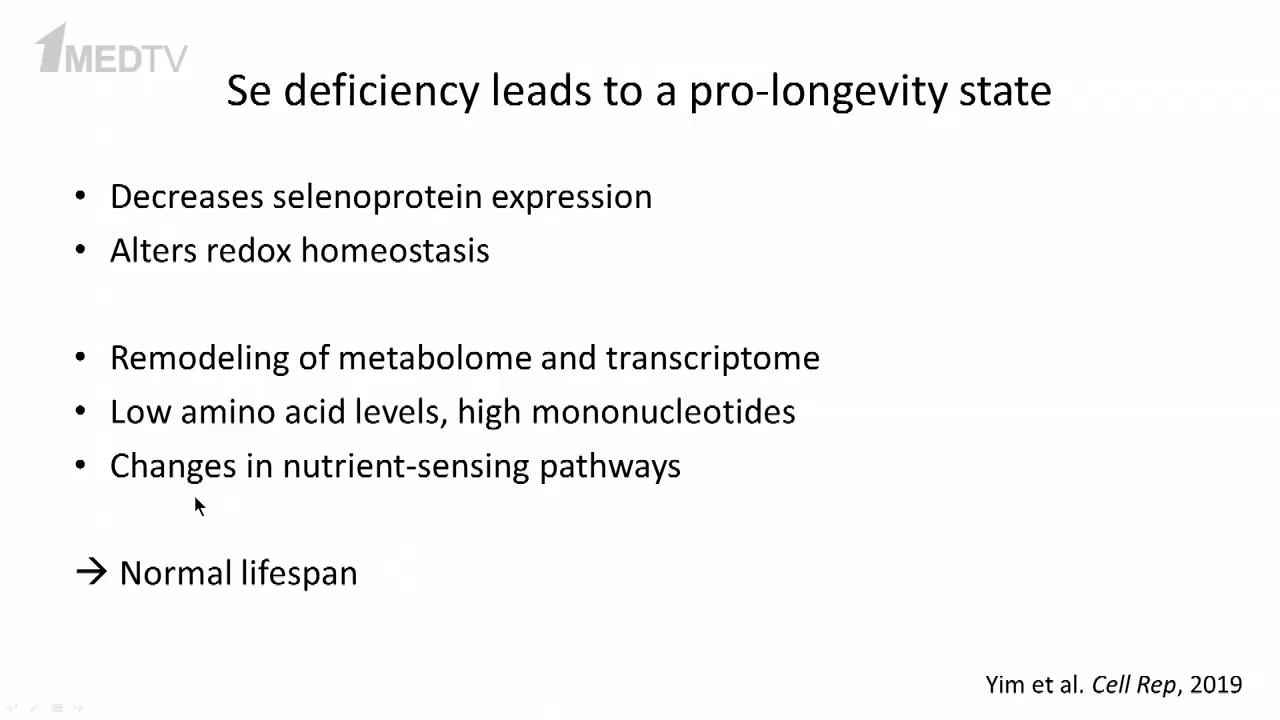 1MEDTV
Se deficiency leads to a pro-longevity state
• Decreases selenoprotein expression
• Alters redox homeostasis
• Remodeling of metabolome and transcriptome
• Low amino acid levels, high mononucleotides
• Changes in nutrient-sensing pathways
→ Normal lifespan
Yim et al. Cell Rep, 2019